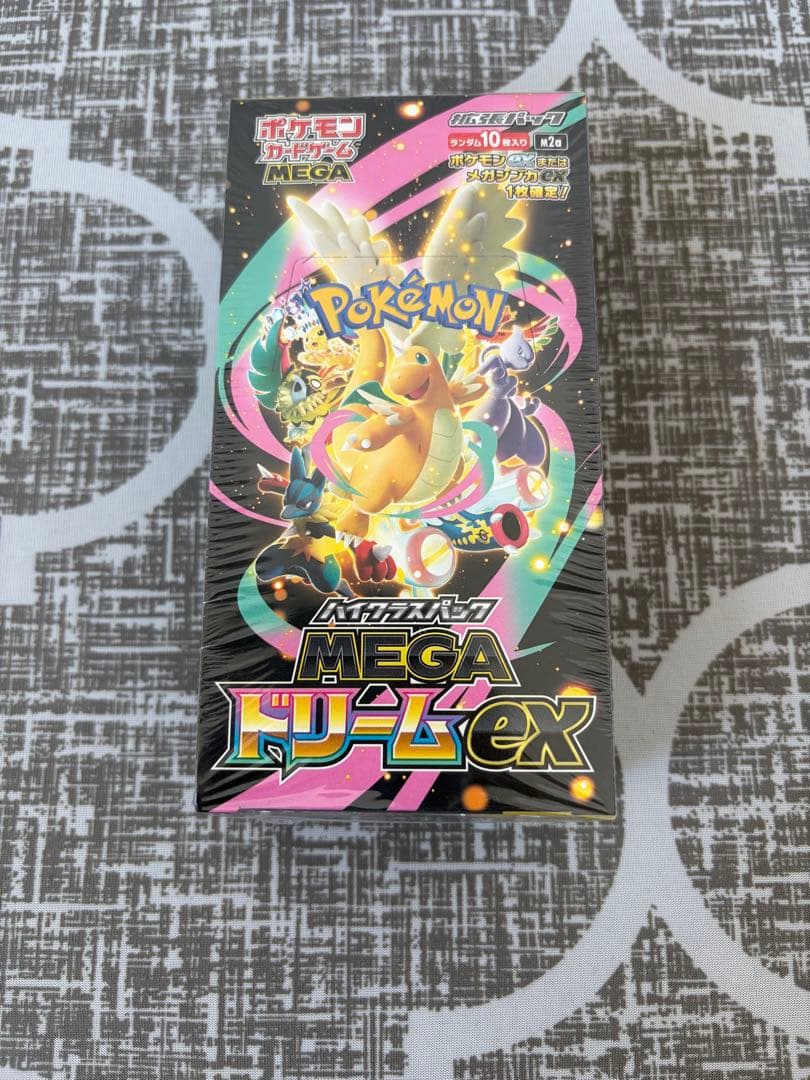 ポケモン
カードゲーム
MEGA
拡張パック
ランダム10枚入り
M2a
ポケモンexまたは
メガシンカex
1枚確定!
POKéMON
ハイクラスパック
MEGA
ドリームex